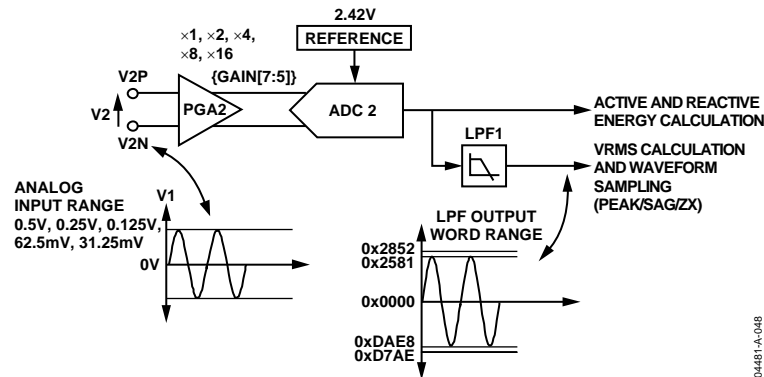 2.42V
×1, ×2, ×4,
×8, ×16
REFERENCE
V2P
{GAIN[7:5]}
V2
PGA2
ADC 2
V2N
ACTIVE AND REACTIVE
ENERGY CALCULATION
LPF1
VRMS CALCULATION
AND WAVEFORM
SAMPLING
(PEAK/SAG/ZX)
ANALOG
INPUT RANGE
0.5V, 0.25V, 0.125V,
62.5mV, 31.25mV
V1
0V
LPF OUTPUT
WORD RANGE
0x2852
0x2581
0x0000
0xDAE8
0xD7AE
04481-A-048